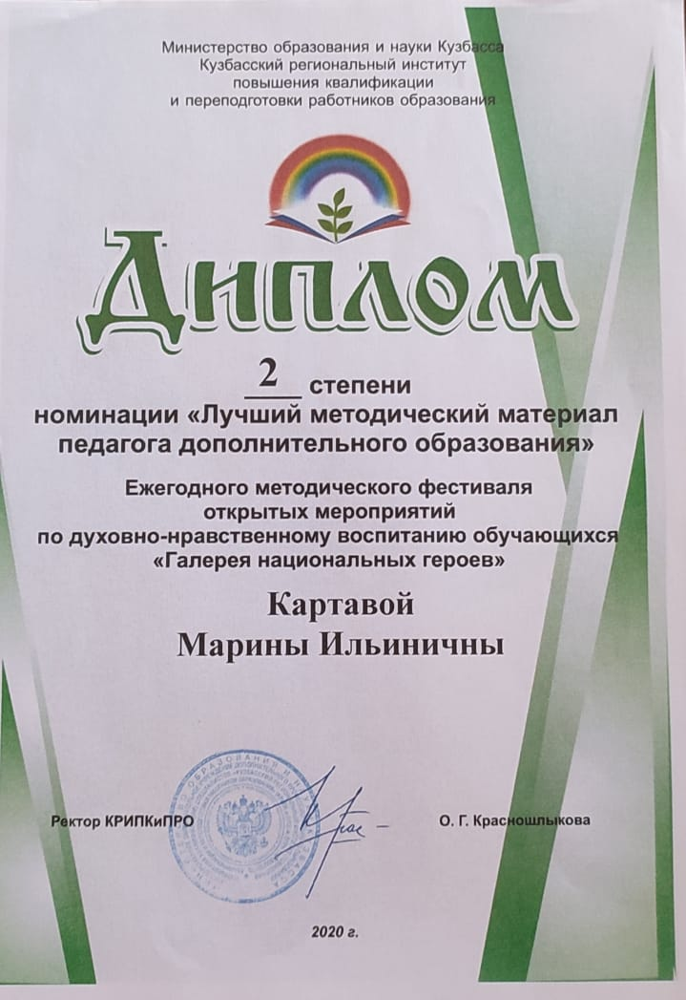 Министерство образования и науки Кузбасса
Кузбасский региональный институт
повышения квалификации
и переподготовки работников образования
Диплом
2 степени
номинации «Лучший методический материал
педагога дополнительного образования»
Ежегодного методического фестиваля
открытых мероприятий
по духовно-нравственному воспитанию обучающихся
«Галерея национальных героев»
Картавой
Марины Ильиничны
Ректор КРИПКиПРО
О. Г. Красношлыкова
2020 г.